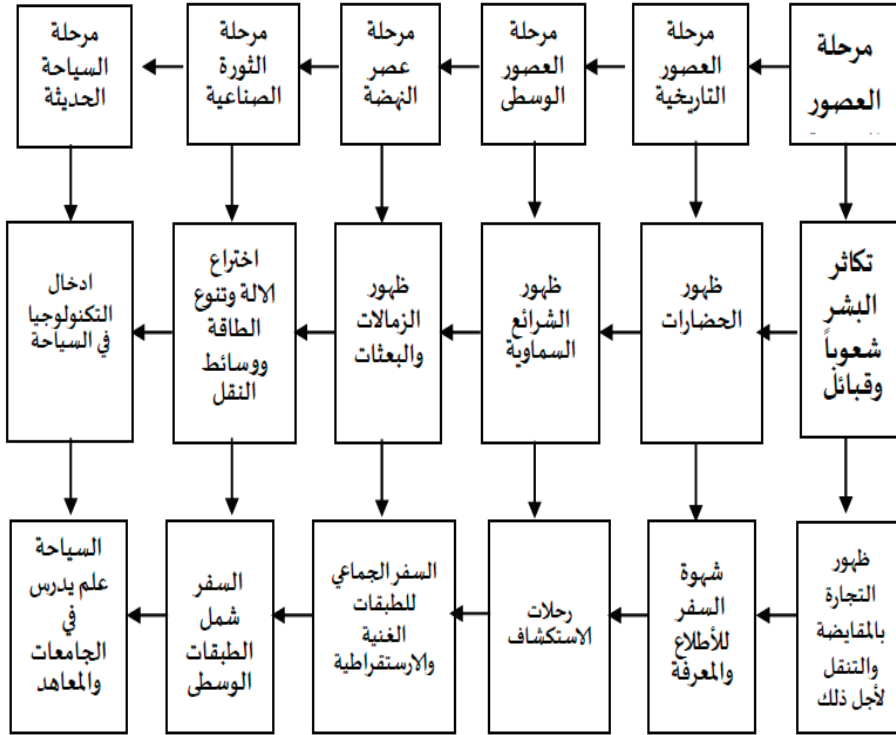 مرحلة
العصور
مرحلة
العصور
التاريخية
مرحلة
العصور
الوسطى
مرحلة
عصر
النهضة
مرحلة
الثورة
الصناعية
مرحلة
السياحة
الحديثة
تكاثر
البشر
شعوباً
وقبائل
ظهور
الحضارات
ظهور
الشرائع
السماوية
ظهور
الزمالات
والبعثات
اختراع
الالة وتنوع
الطاقة
ووسائط
النقل
ادخال
التكنولوجيا
في السياحة
ظهور
التجارة
بالمقايضة
والتنقل
لأجل ذلك
شهوة
السفر
للأطلاع
والمعرفة
رحلات
الاستكشاف
السفر الجماعي
للطبقات
الغنية
والارستقراطية
السفر
شمل
الطبقات
الوسطى
السياحة
علم يدرس
في
الجامعات
والمعاهد